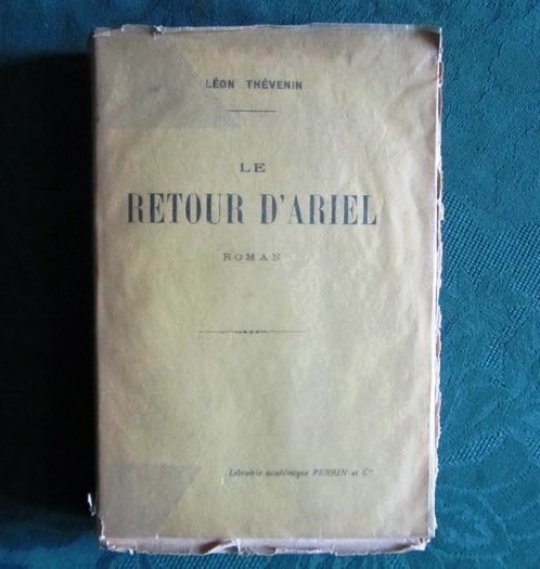 LÉON THÉVENIN
LE
RETOUR D'ARIEL
ROMAN
Librairie académique PERRIN et Cie